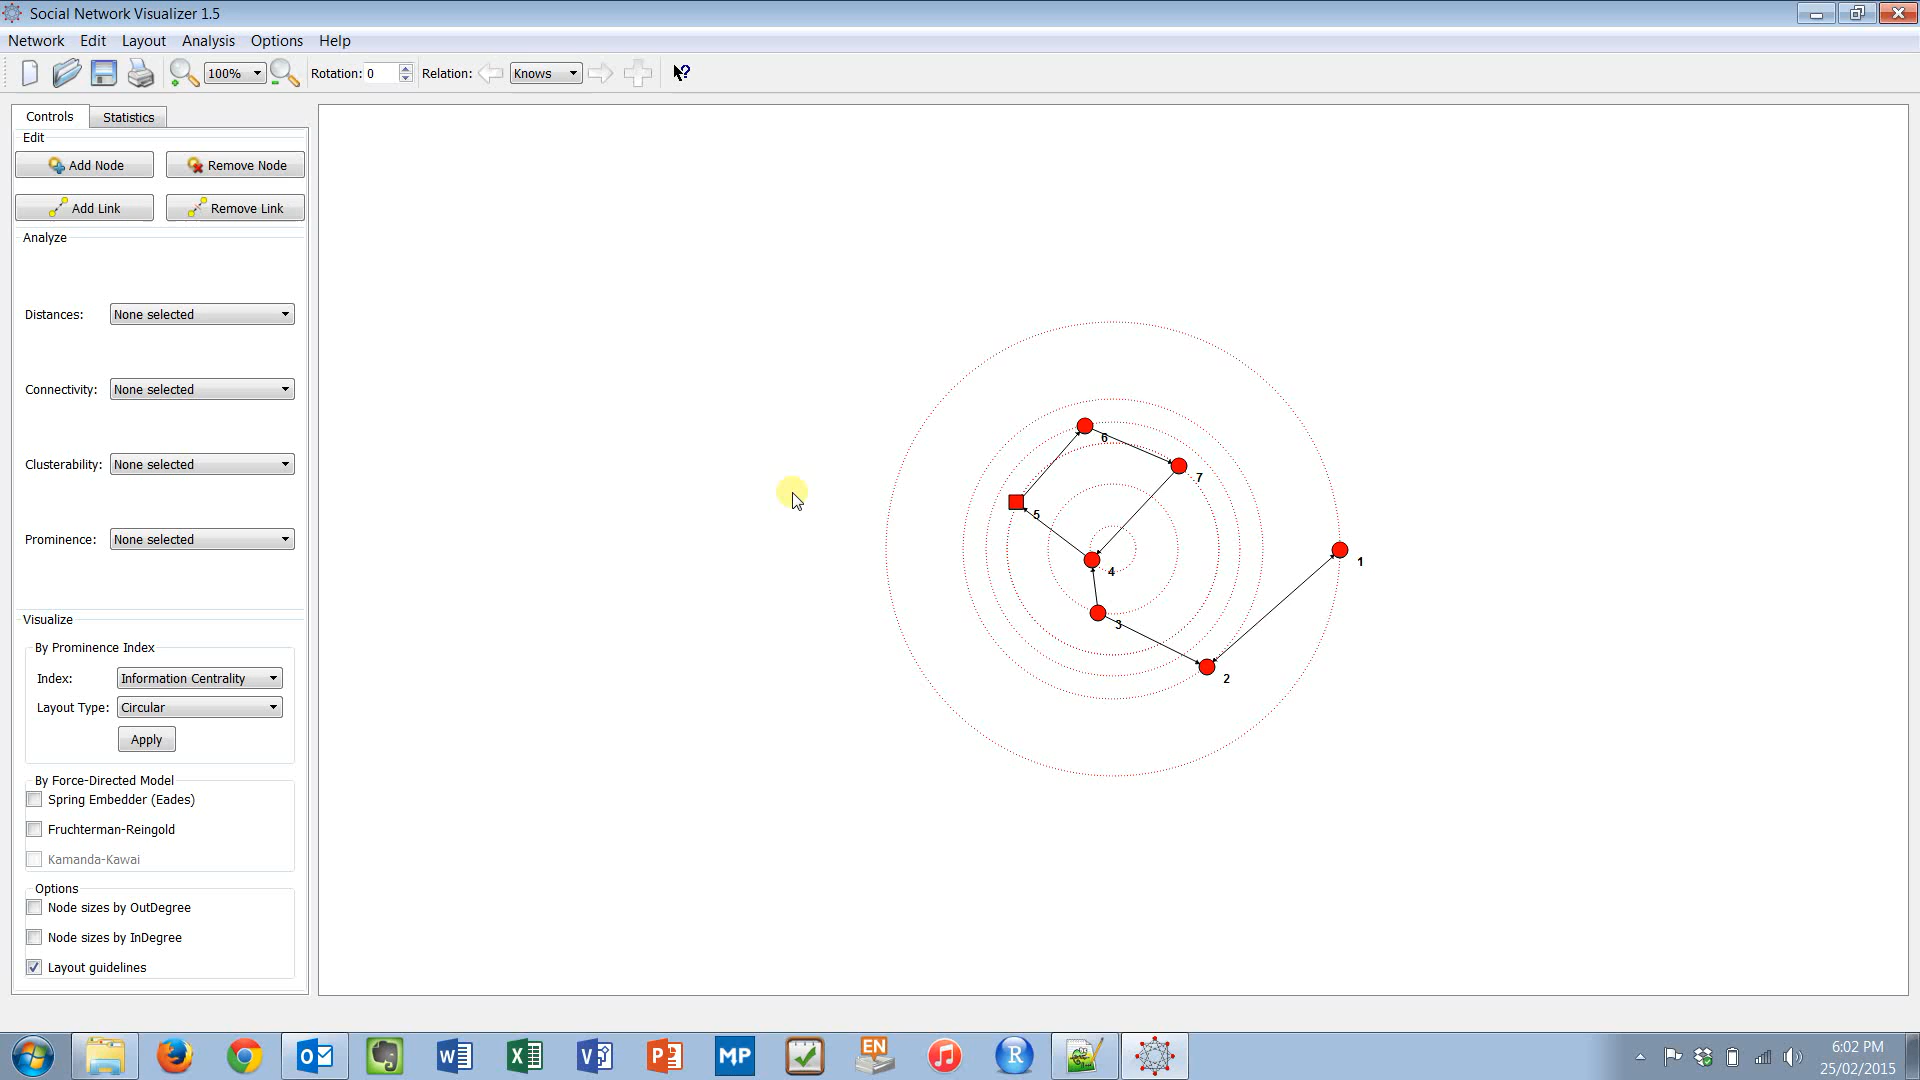 Social Network Visualizer 1.5
Network Edit Layout Analysis Options Help
100% Rotation: 0 Relation: Knows
Controls Statistics
Edit
Add Node Remove Node
Add Link Remove Link
Analyze
Distances: None selected
Connectivity: None selected
Clusterability: None selected
Prominence: None selected
Visualize
By Prominence Index
Index: Information Centrality
Layout Type: Circular
Apply
By Force-Directed Model
Spring Embedder (Eades)
Fruchterman-Reingold
Kamanda-Kawai
Options
Node sizes by OutDegree
Node sizes by InDegree
Layout guidelines
6
7
5
1
4
3
2
EN
MP
R
6:02 PM
25/02/2015